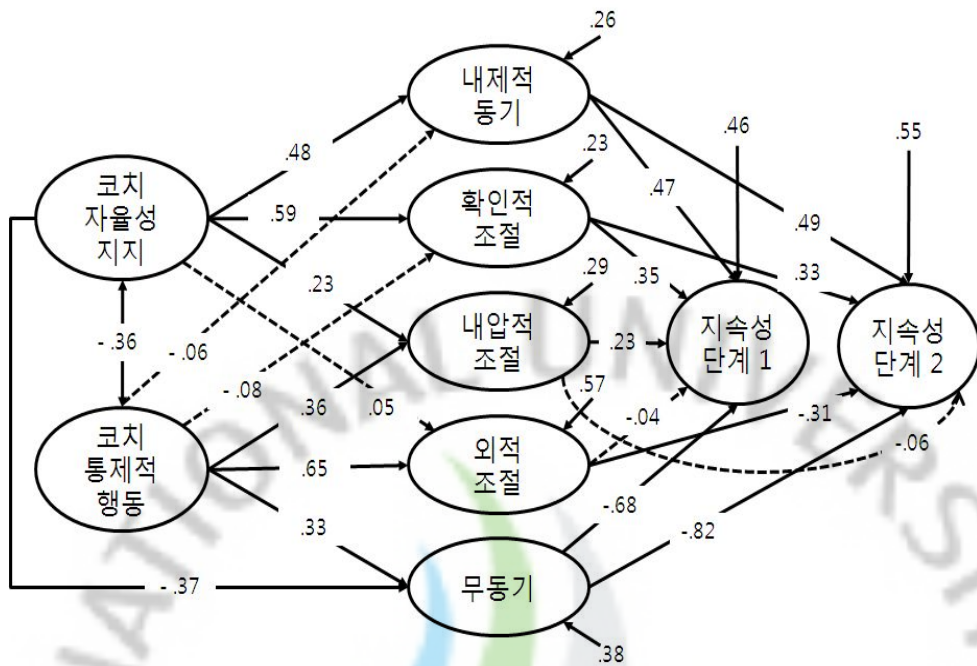 .26
내제적
동기
.46
.55
.48
.23
코치
자율성
지지
.59
확인적
조절
.47
.49
.23
.29
.35
.33
내압적
조절
.23
지속성
단계 1
지속성
단계 2
- .36
- .06
- .08
.36
.05
.57
-.04
-.31
-.06
코치
통제적
행동
.65
외적
조절
.33
-.68
-.82
- .37
무동기
.38
NATIONAL UNIVERSI